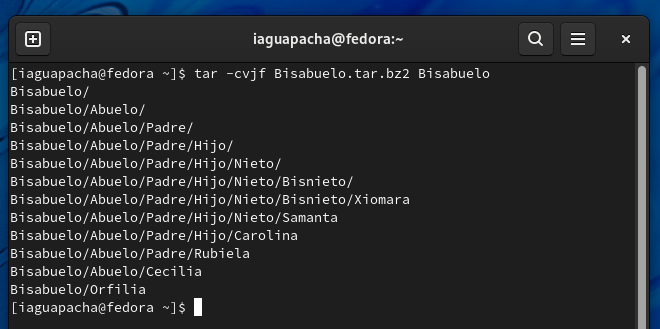 iaguapacha@fedora:~
[iaguapacha@fedora ~]$ tar -cvjf Bisabuelo.tar.bz2 Bisabuelo
Bisabuelo/
Bisabuelo/Abuelo/
Bisabuelo/Abuelo/Padre/
Bisabuelo/Abuelo/Padre/Hijo/
Bisabuelo/Abuelo/Padre/Hijo/Nieto/
Bisabuelo/Abuelo/Padre/Hijo/Nieto/Bisnieto/
Bisabuelo/Abuelo/Padre/Hijo/Nieto/Bisnieto/Xiomara
Bisabuelo/Abuelo/Padre/Hijo/Nieto/Samanta
Bisabuelo/Abuelo/Padre/Hijo/Carolina
Bisabuelo/Abuelo/Padre/Rubiela
Bisabuelo/Abuelo/Cecilia
Bisabuelo/Orfilia
[iaguapacha@fedora ~]$